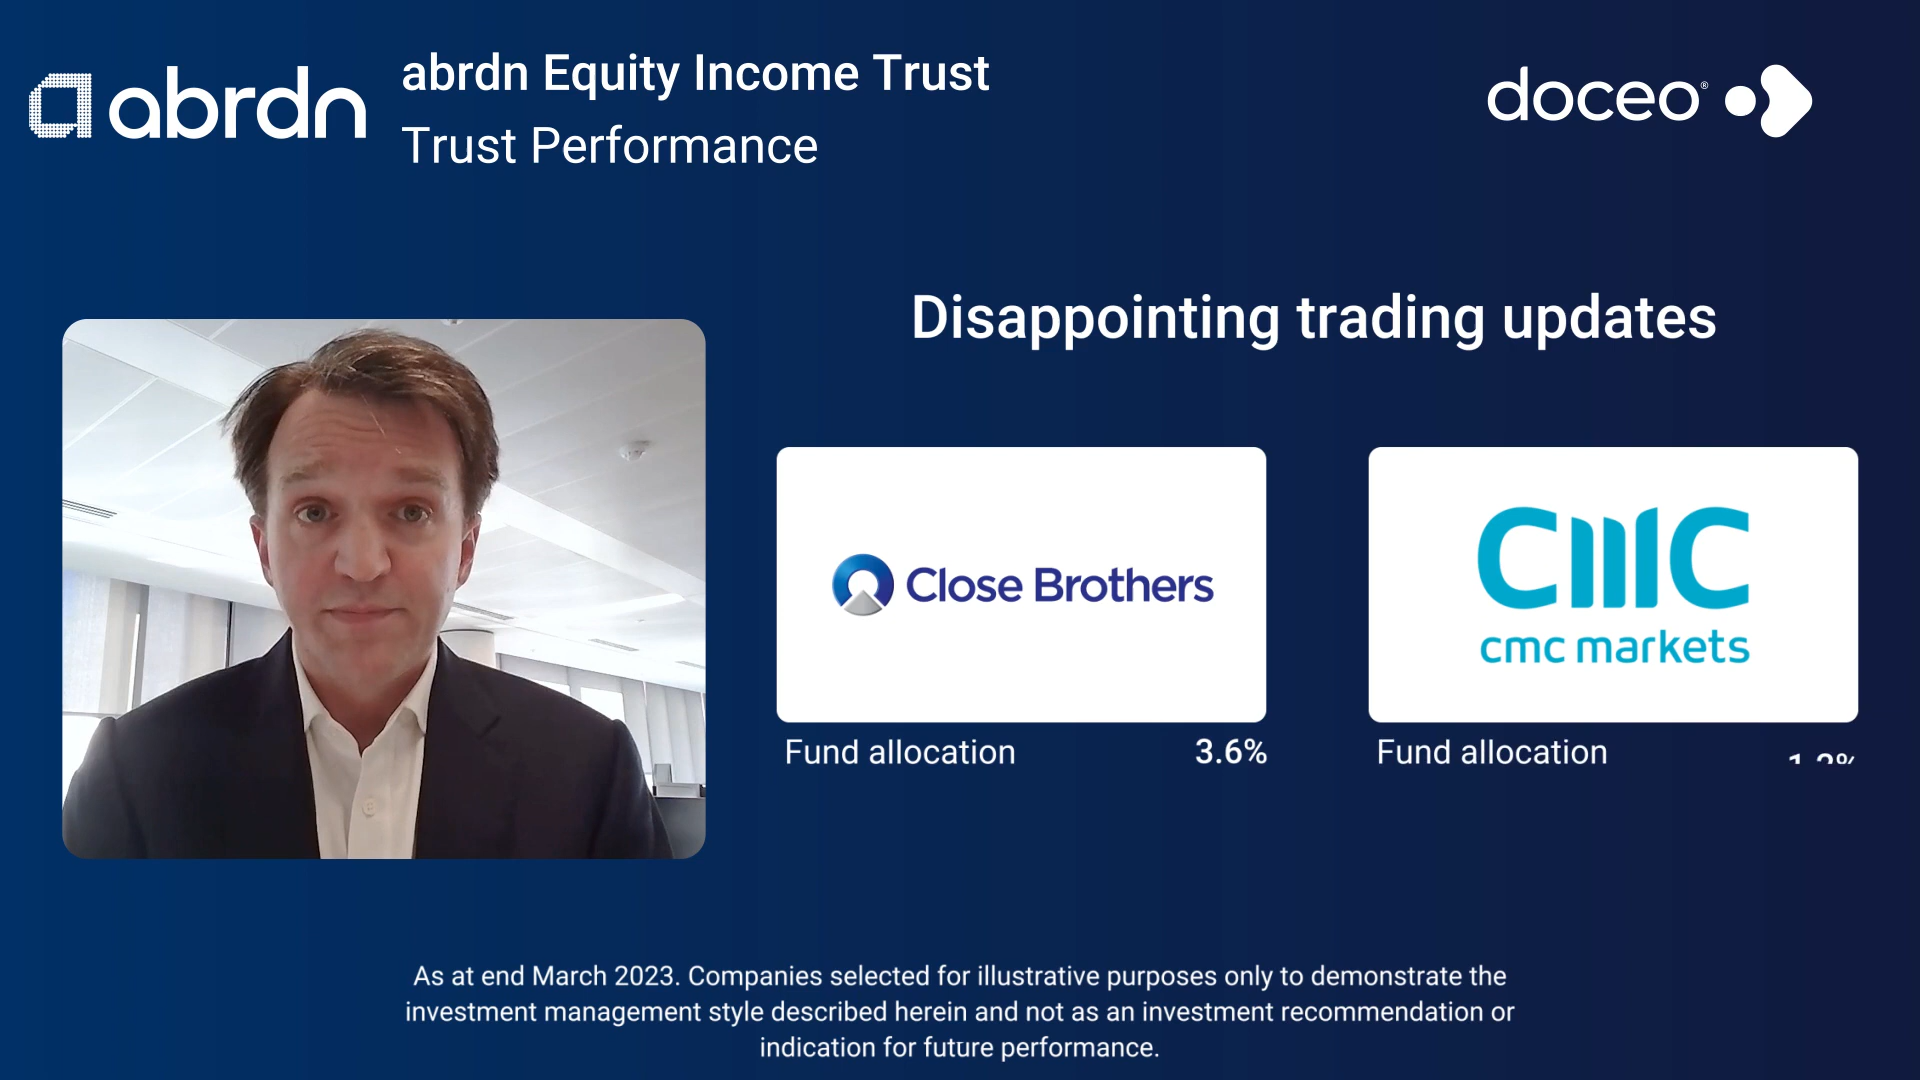 abrdn
abrdn Equity Income Trust
Trust Performance
doceo®
Disappointing trading updates
Close Brothers
CMC
cmc markets
Fund allocation 3.6%
Fund allocation
As at end March 2023. Companies selected for illustrative purposes only to demonstrate the
investment management style described herein and not as an investment recommendation or
indication for future performance.